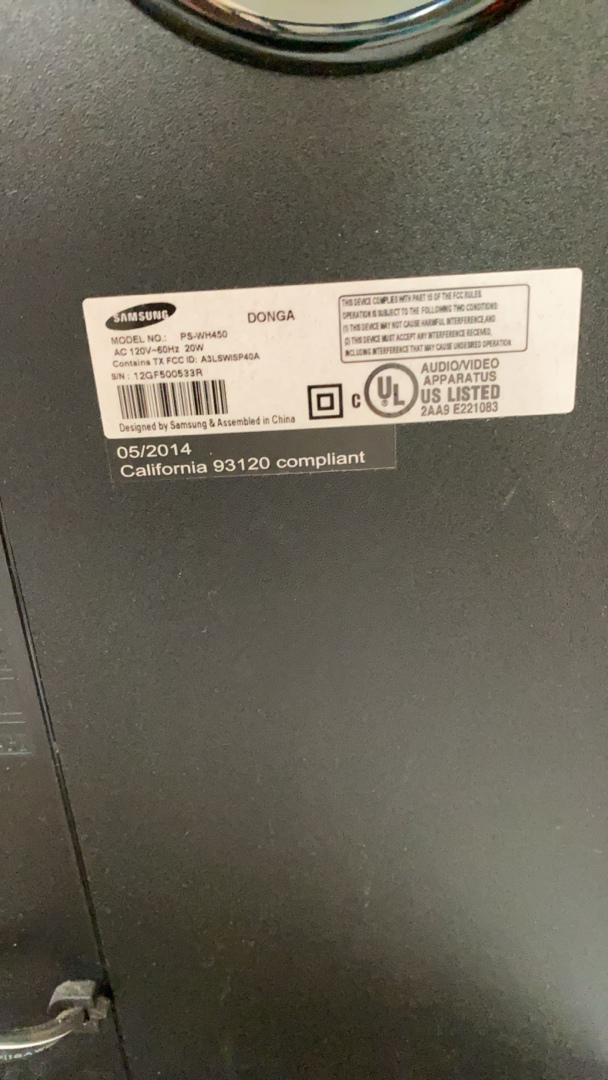 SAMSUNG
DONGA
MODEL NO.: PS-WH450
AC 120V~60Hz 20W
Contains TX FCC ID: A3LSWISP40A
S/N : 12GF500533R
Designed by Samsung & Assembled in China
THIS DEVICE COMPLIES WITH PART 15 OF THE FCC RULES
OPERATION IS SUBJECT TO THE FOLLOWING TWO CONDITIONS:
(1) THIS DEVICE MAY NOT CAUSE HARMFUL INTERFERENCE,AND
(2) THIS DEVICE MUST ACCEPT ANY INTERFERENCE RECEIVED,
INCLUDING INTERFERENCE THAT MAY CAUSE UNDESIRED OPERATION
C UL
AUDIO/VIDEO
APPARATUS
US LISTED
2AA9 E221083
05/2014
California 93120 compliant